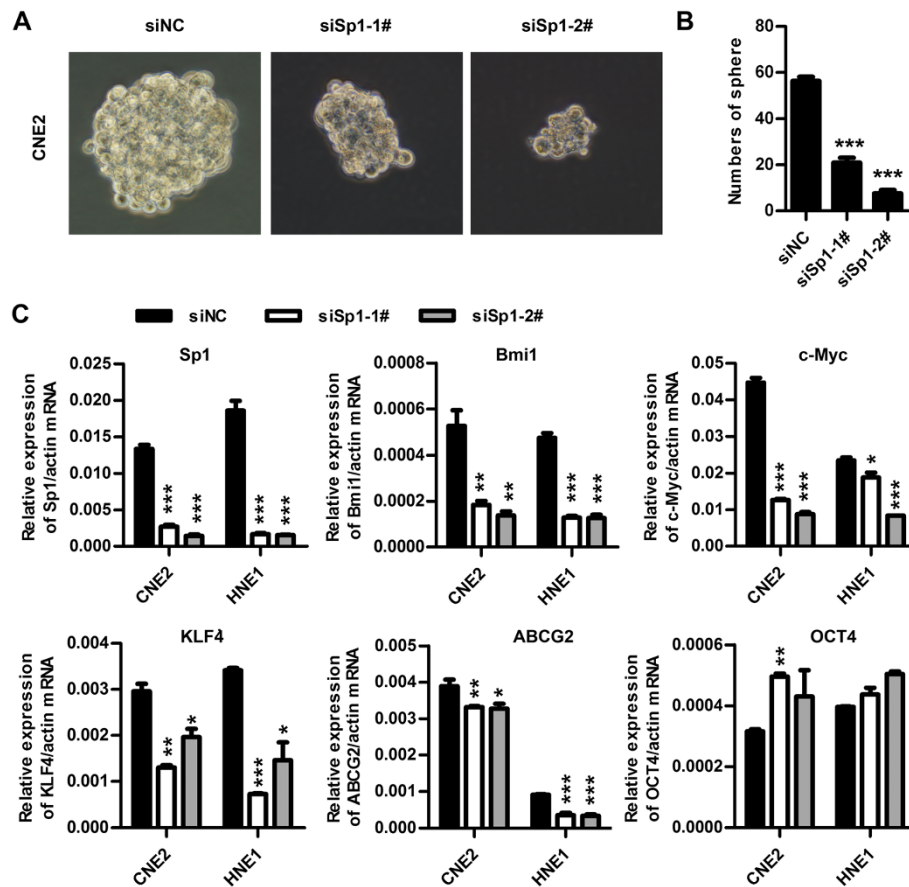 A
siNC
siSp1-1#
siSp1-2#
CNE2
B
Numbers of sphere
80
60
40
20
0
***
***
siNC
siSp1-1#
siSp1-2#
C
siNC
siSp1-1#
siSp1-2#
Sp1
Relative expression
of Sp1/actin mRNA
0.025
0.020
0.015
0.010
0.005
0.000
***
***
***
***
CNE2
HNE1
Bmi1
Relative expression
of Bmi1/actin mRNA
0.0008
0.0006
0.0004
0.0002
0.0000
**
**
***
***
CNE2
HNE1
c-Myc
Relative expression
of c-Myc/actin mRNA
0.05
0.04
0.03
0.02
0.01
0.00
***
***
*
***
CNE2
HNE1
KLF4
Relative expression
of KLF4/actin mRNA
0.004
0.003
0.002
0.001
0.000
**
*
***
*
CNE2
HNE1
ABCG2
Relative expression
of ABCG2/actin mRNA
0.005
0.004
0.003
0.002
0.001
0.000
**
*
***
***
CNE2
HNE1
OCT4
Relative expression
of OCT4/actin mRNA
0.0006
0.0004
0.0002
0.0000
**
CNE2
HNE1